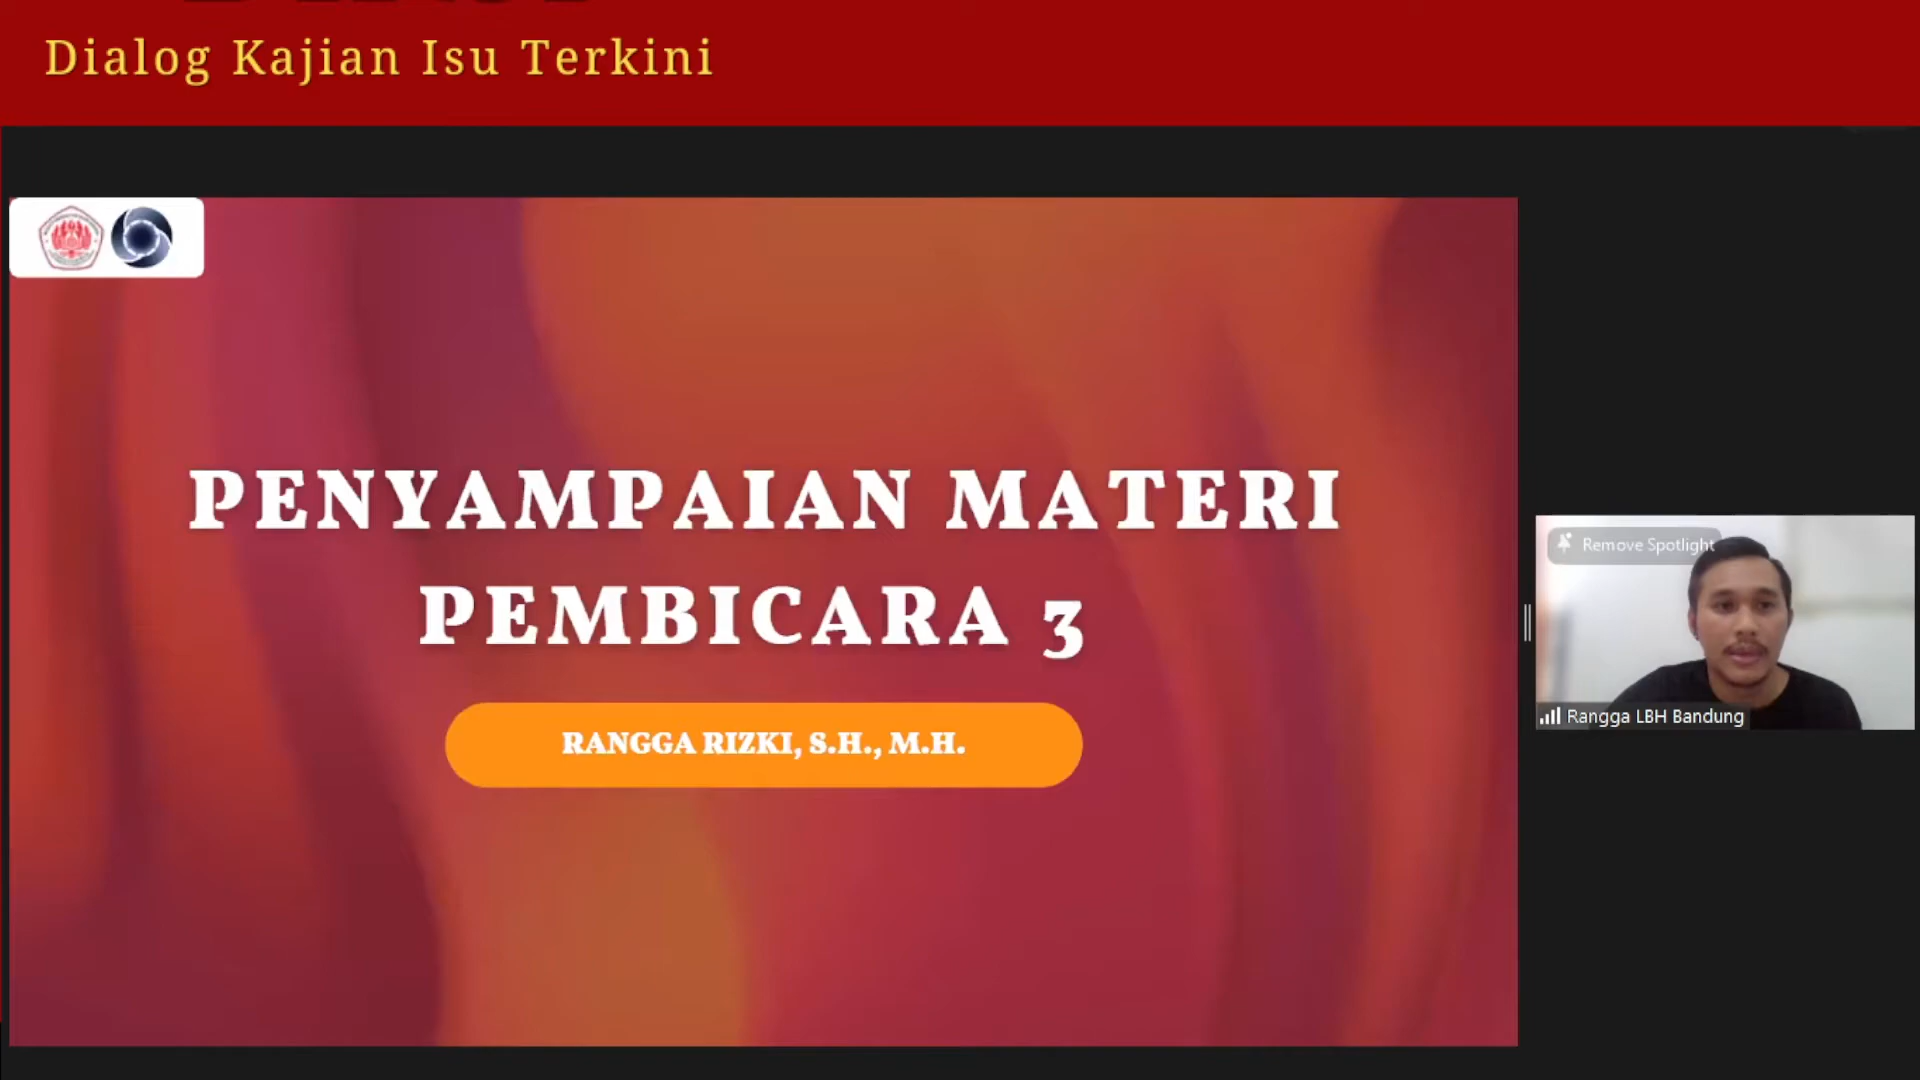 Dialog Kajian Isu Terkini
PENYAMPAIAN MATERI
PEMBICARA 3
RANGGA RIZKI, S.H., M.H.
Remove Spotlight
Rangga LBH Bandung